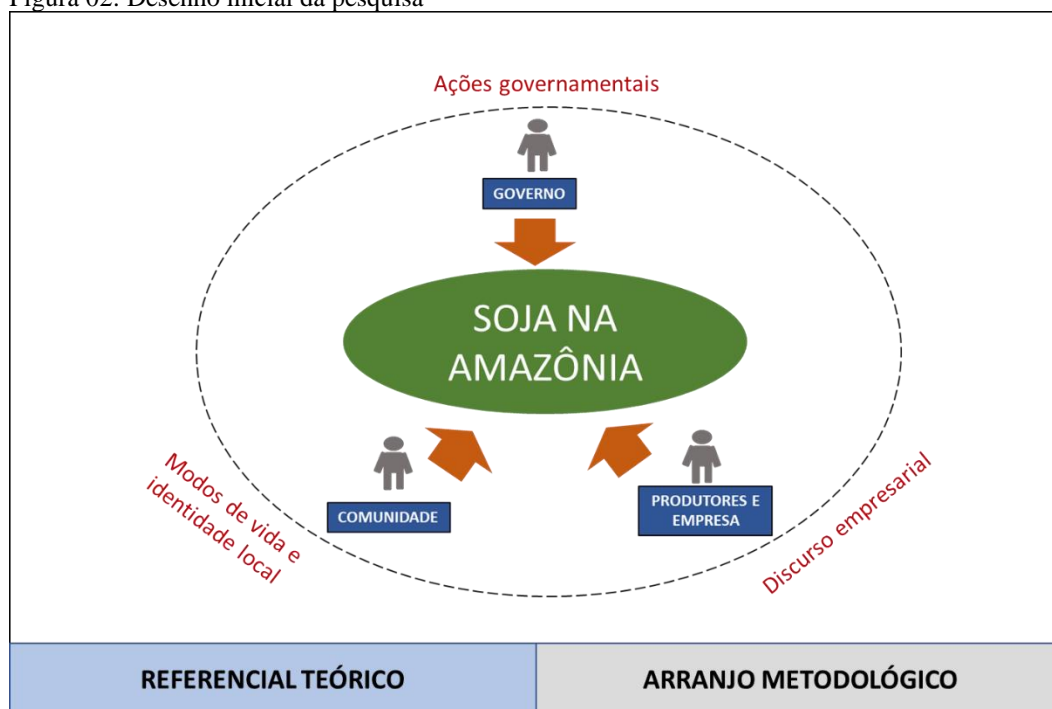 Figura 02: Desenho inicial da pesquisa
Ações governamentais
GOVERNO
SOJA NA
AMAZÔNIA
COMUNIDADE
PRODUTORES E
EMPRESA
Modos de vida e
identidade local
Discurso empresarial
REFERENCIAL TEÓRICO
ARRANJO METODOLÓGICO